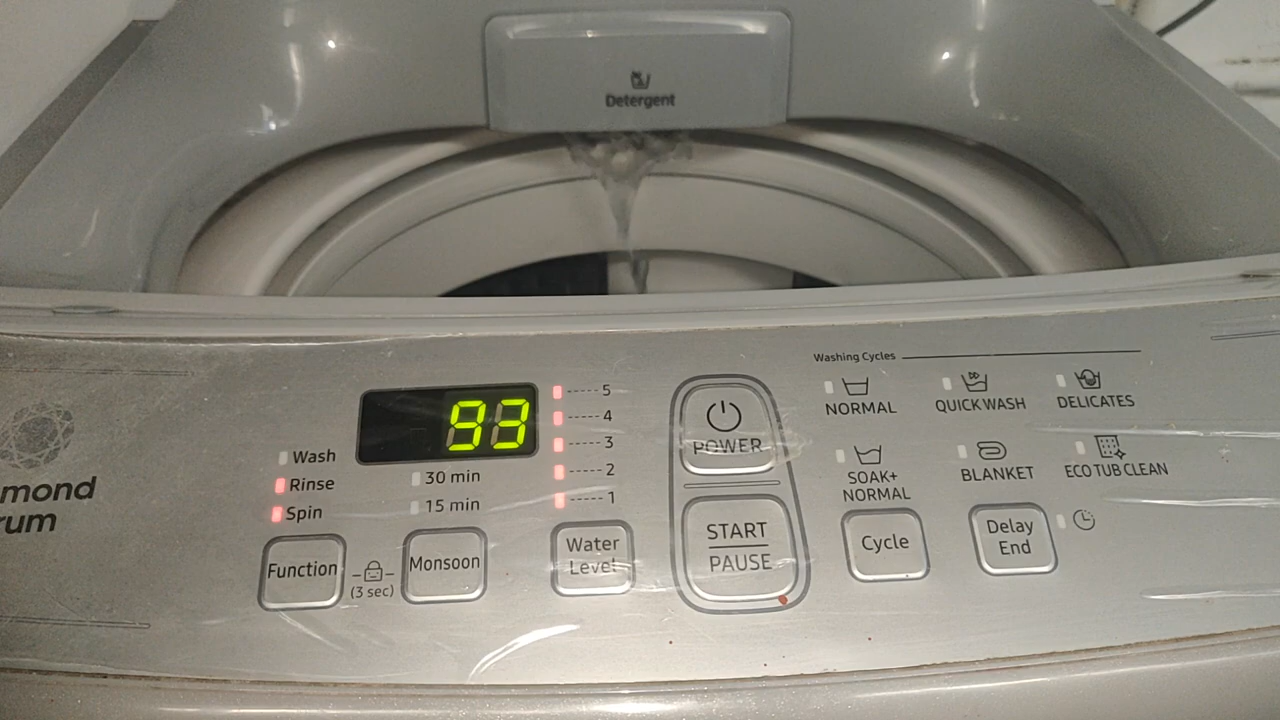 Detergent
Washing Cycles
NORMAL
QUICK WASH
DELICATES
SOAK+
NORMAL
BLANKET
ECO TUB CLEAN
93
5
4
3
2
1
Wash
Rinse
Spin
30 min
15 min
mond
rum
Function
(3 sec)
Monsoon
Water
Level
POWER
START
PAUSE
Cycle
Delay
End